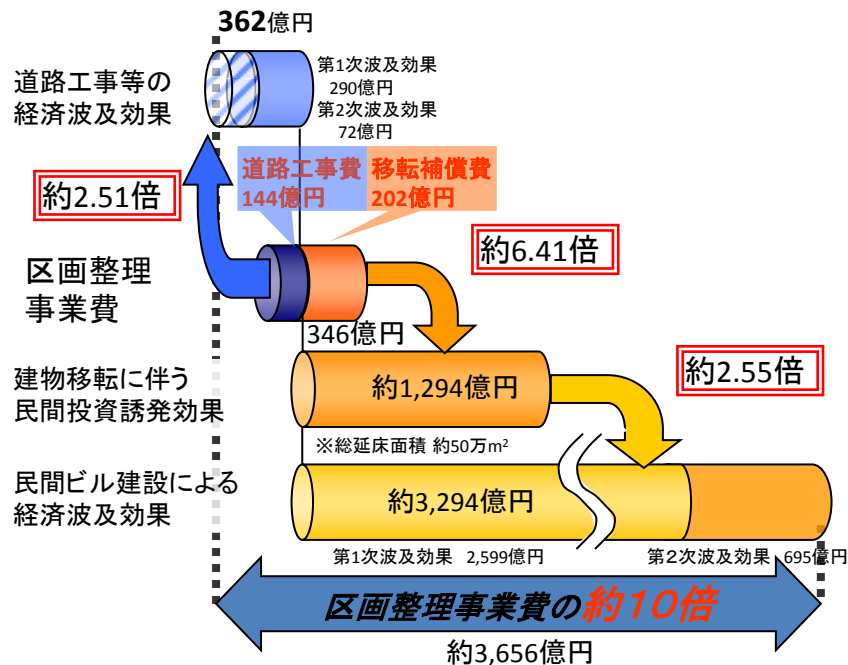 362億円
道路工事等の
経済波及効果
第1次波及効果
290億円
第2次波及効果
72億円
道路工事費
144億円
移転補償費
202億円
約2.51倍
約6.41倍
区画整理
事業費
346億円
約2.55倍
建物移転に伴う
民間投資誘発効果
約1,294億円
※総延床面積 約50万m²
民間ビル建設による
経済波及効果
約3,294億円
第1次波及効果 2,599億円
第2次波及効果 695億円
区画整理事業費の約10倍
約3,656億円